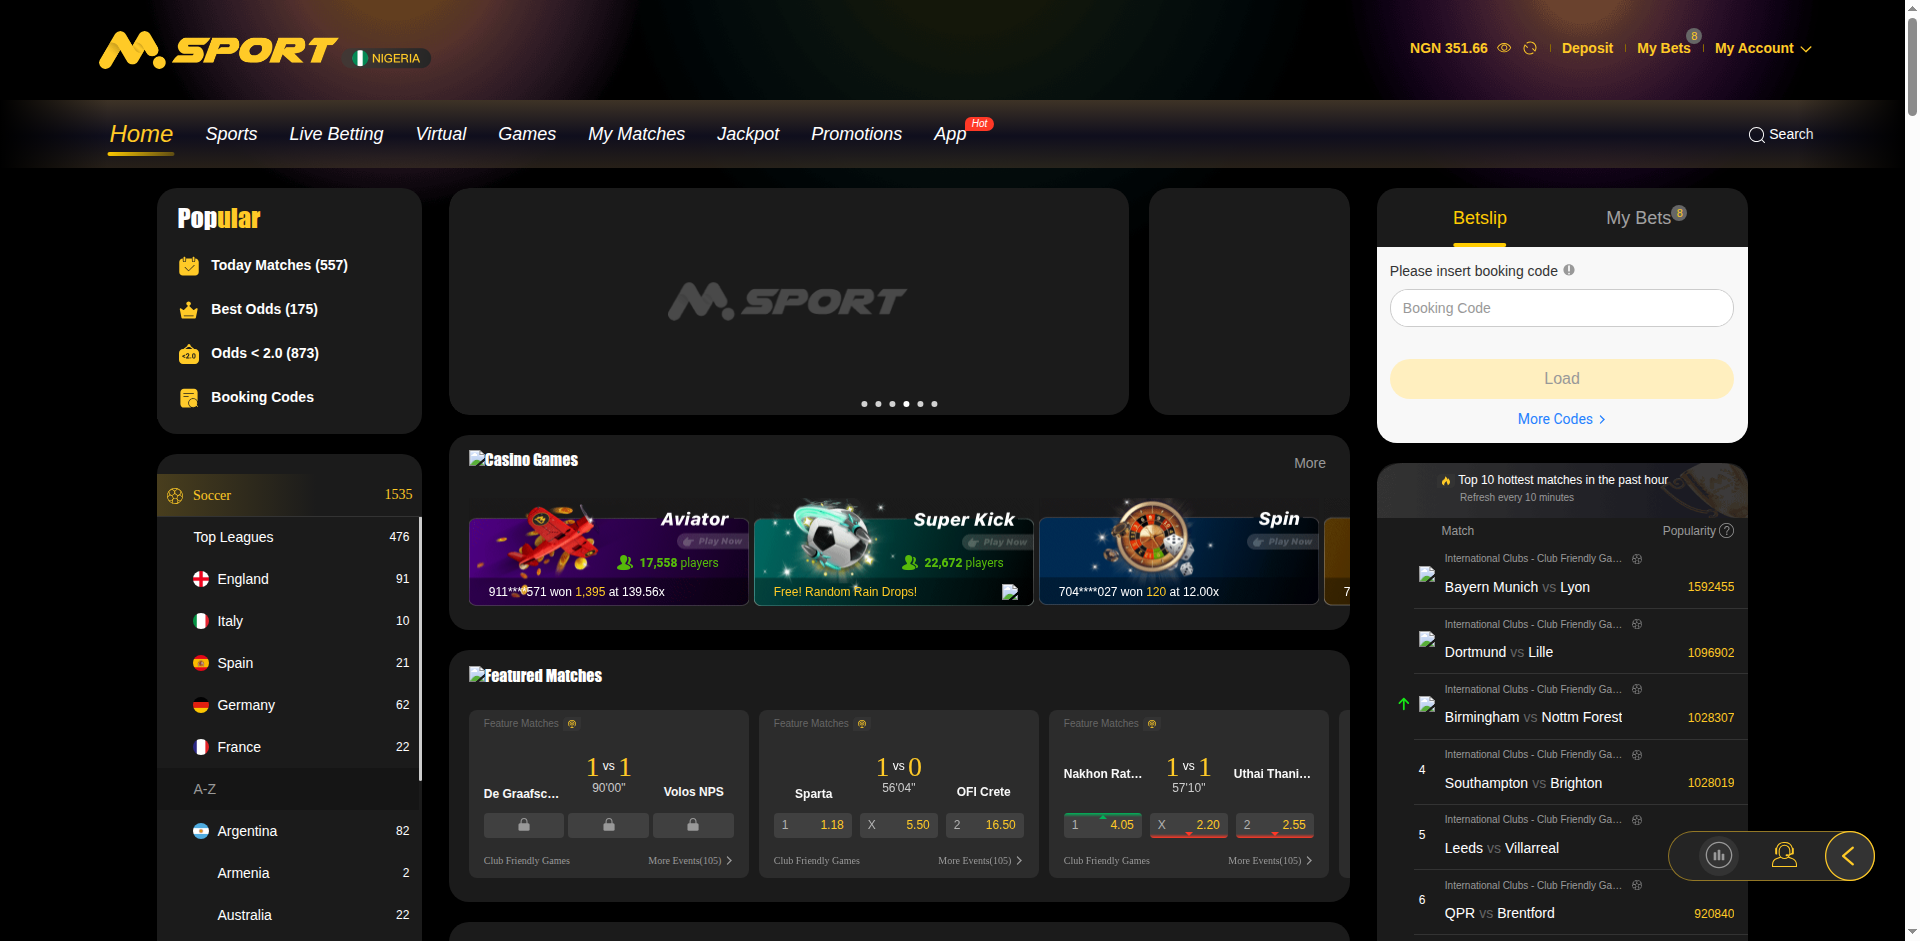 M.SPORT
NIGERIA
NGN 351.66
Deposit
My Bets
8
My Account
Home
Sports
Live Betting
Virtual
Games
My Matches
Jackpot
Promotions
App
Hot
Search
Popular
Today Matches (557)
Best Odds (175)
<2.0
Odds < 2.0 (873)
Booking Codes
Soccer 1535
Top Leagues 476
England 91
Italy 10
Spain 21
Germany 62
France 22
A-Z
Argentina 82
Armenia 2
Australia 22
M.SPORT
Casino Games
More
Aviator
Play Now
17,558 players
911****571 won 1,395 at 139.56x
Super Kick
Play Now
22,672 players
Free! Random Rain Drops!
Spin
Play Now
704****027 won 120 at 12.00x
7
Featured Matches
Feature Matches
1 vs 1
90'00"
De Graafsc...
Volos NPS
Club Friendly Games
More Events(105)
Feature Matches
1 vs 0
56'04"
Sparta
OFI Crete
1 1.18
X 5.50
2 16.50
Club Friendly Games
More Events(105)
Feature Matches
Nakhon Rat...
1 vs 1
57'10"
Uthai Thani...
1 4.05
X 2.20
2 2.55
Club Friendly Games
More Events(105)
Betslip
My Bets
8
Please insert booking code
Booking Code
Load
More Codes
Top 10 hottest matches in the past hour
Refresh every 10 minutes
Match
Popularity ?
International Clubs - Club Friendly Ga...
Bayern Munich vs Lyon 1592455
International Clubs - Club Friendly Ga...
Dortmund vs Lille 1096902
International Clubs - Club Friendly Ga...
Birmingham vs Nottm Forest 1028307
International Clubs - Club Friendly Ga...
4
Southampton vs Brighton 1028019
International Clubs - Club Friendly Ga...
5
Leeds vs Villarreal
International Clubs - Club Friendly Ga...
6
QPR vs Brentford 920840